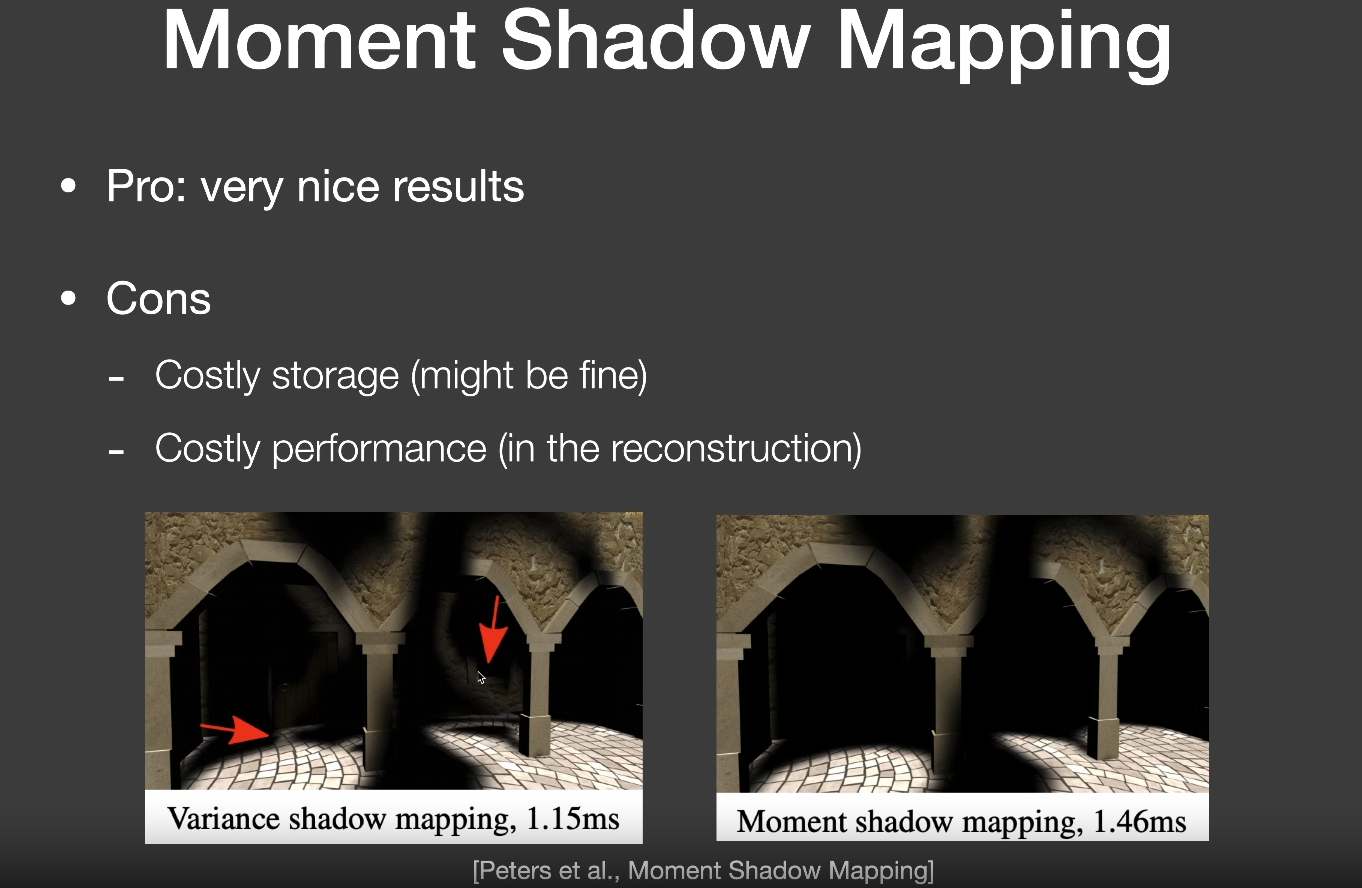 Moment Shadow Mapping
• Pro: very nice results
• Cons
- Costly storage (might be fine)
- Costly performance (in the reconstruction)
Variance shadow mapping, 1.15ms
Moment shadow mapping, 1.46ms
[Peters et al., Moment Shadow Mapping]